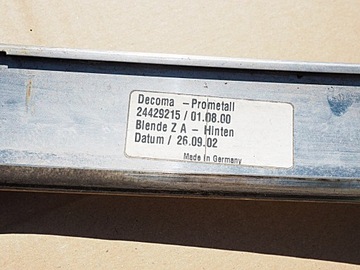 Decoma – Prometall
24429215 / 01.08.00
Blende Z A – Hinten
Datum / 26.09.02
Made in Germany